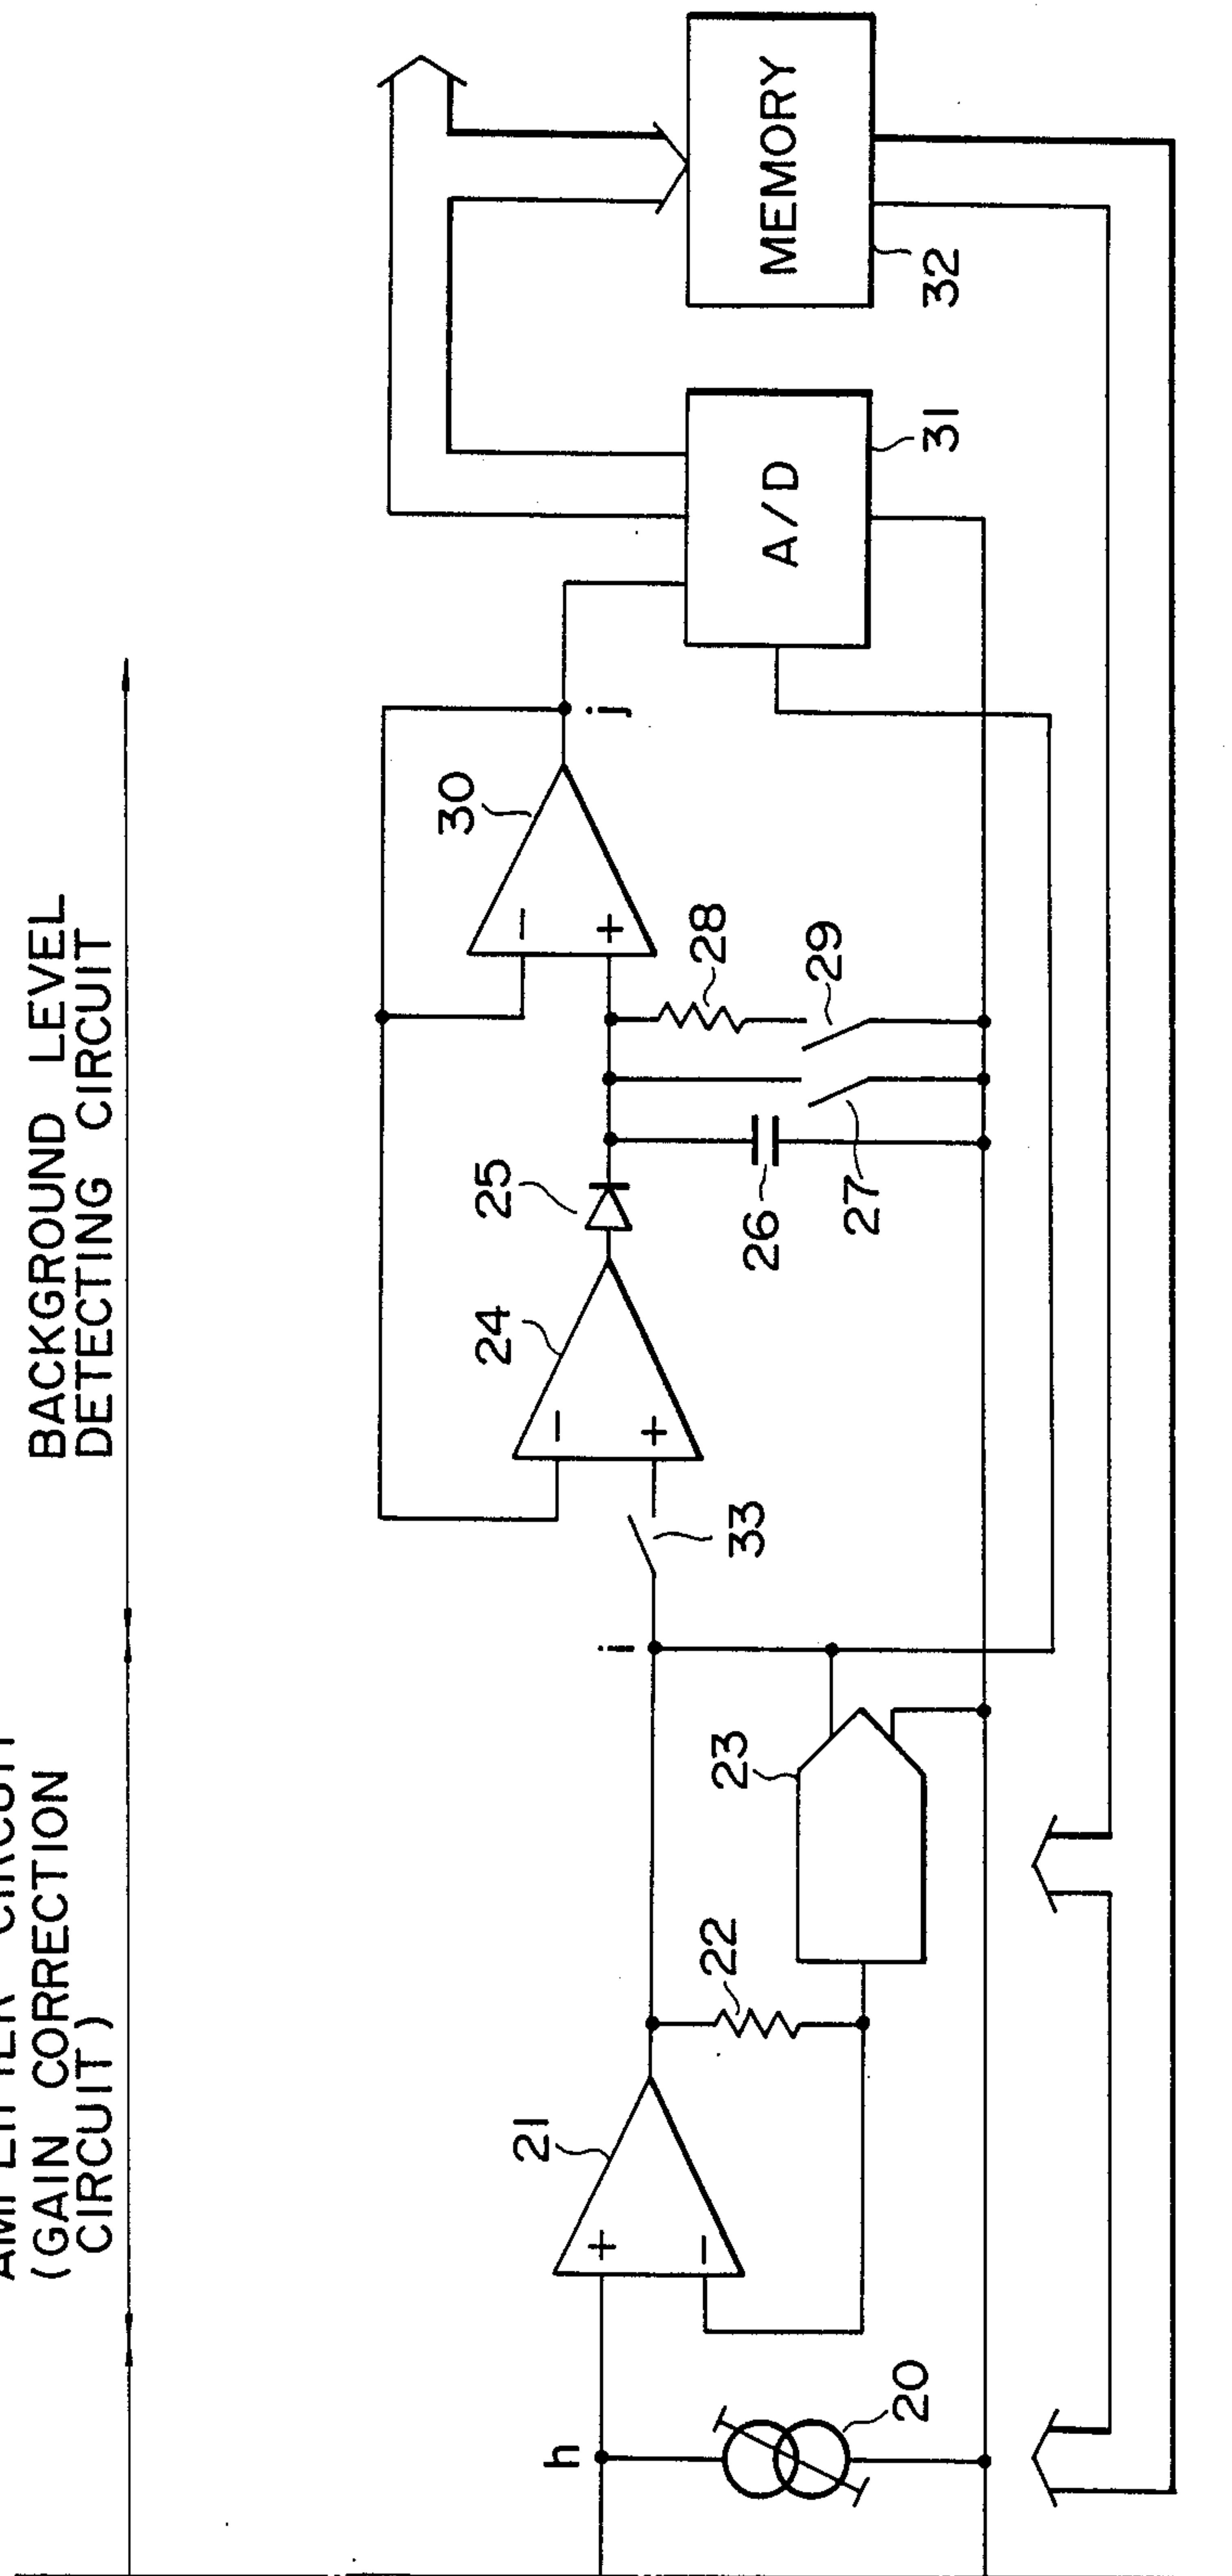 AMPLIFIER CIRCUIT
(GAIN CORRECTION
CIRCUIT)
BACKGROUND LEVEL
DETECTING CIRCUIT
h
20
21
+
−
22
23
i
33
24
−
+
25
26
27
28
29
30
−
+
j
A/D
31
MEMORY
32